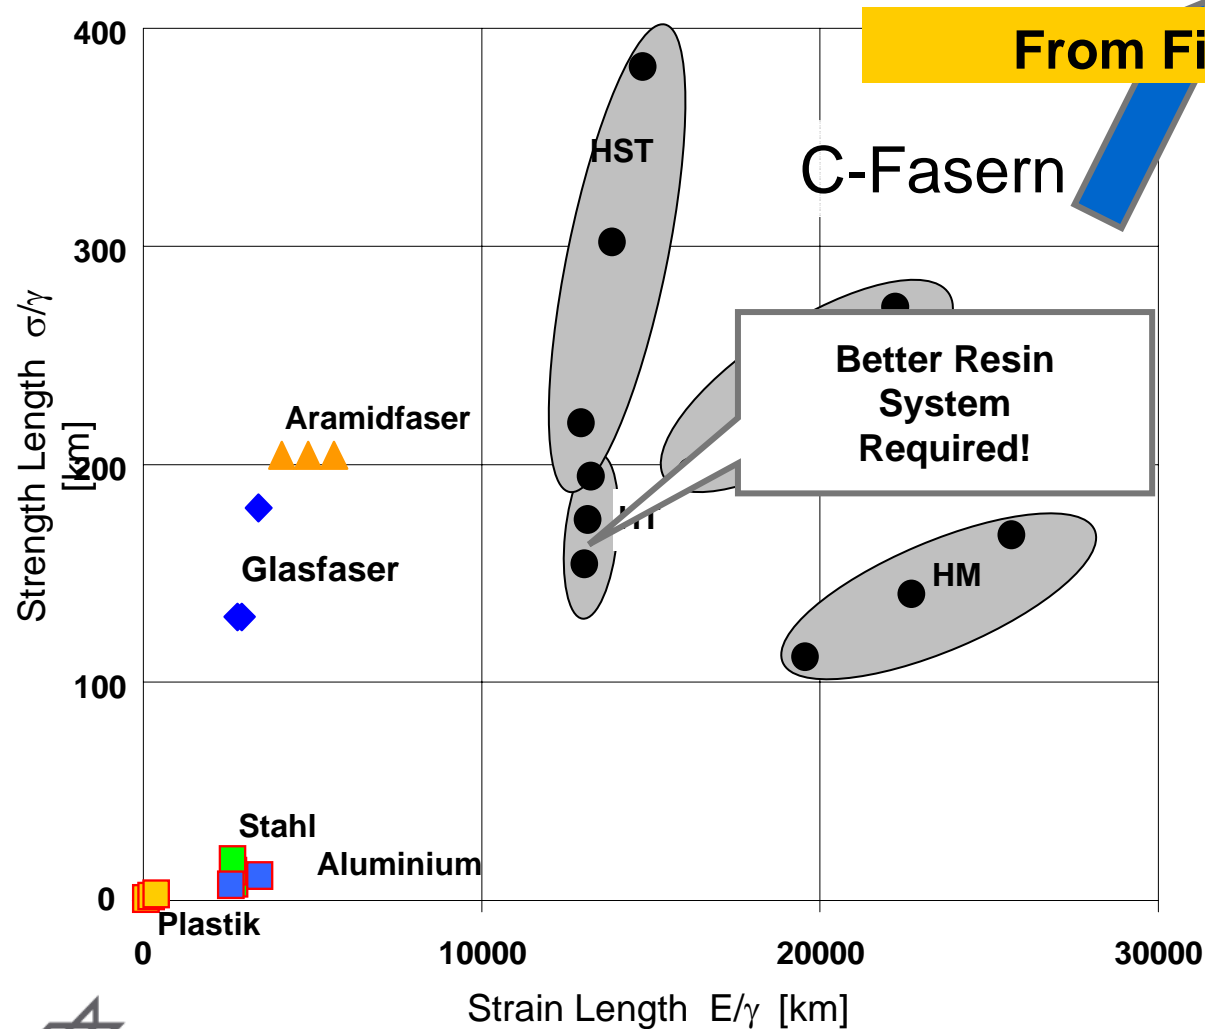 From Fi
400
HST
C-Fasern
300
Strength Length σ/γ
[km]
Better Resin
System
Required!
Aramidfaser
200
Glasfaser
HM
100
Stahl
Aluminium
0
Plastik
0
10000
20000
30000
Strain Length E/γ [km]